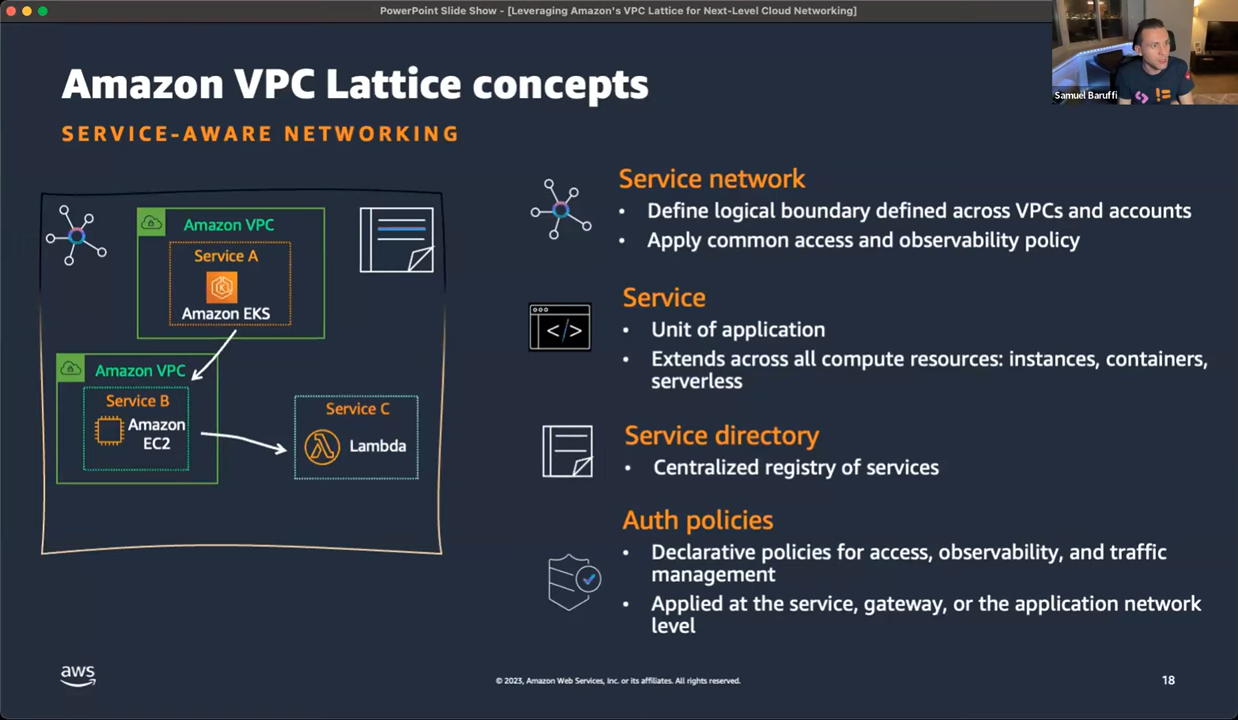 PowerPoint Slide Show - [Leveraging Amazon's VPC Lattice for Next-Level Cloud Networking]
Samuel Baruffi
Amazon VPC Lattice concepts
SERVICE-AWARE NETWORKING
Amazon VPC
Service A
Amazon EKS
Amazon VPC
Service B
Amazon
EC2
Service C
Lambda
Service network
• Define logical boundary defined across VPCs and accounts
• Apply common access and observability policy
</>
Service
• Unit of application
• Extends across all compute resources: instances, containers,
serverless
Service directory
• Centralized registry of services
Auth policies
• Declarative policies for access, observability, and traffic
management
• Applied at the service, gateway, or the application network
level
aws
© 2023, Amazon Web Services, Inc. or its affiliates. All rights reserved.
18